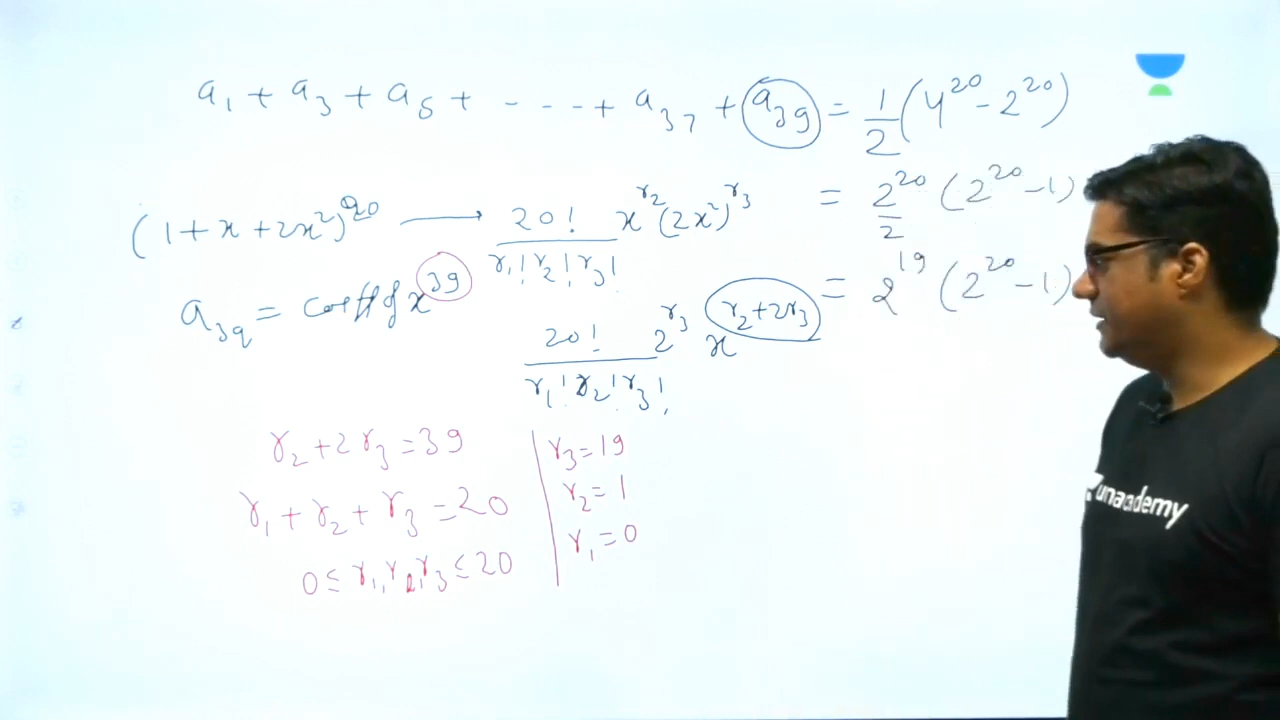 a₁ + a₃ + a₅ + - - - - + a₃₇ + a₃₉ = 1/2 (4²⁰ - 2²⁰)
= 2²⁰/2 (2²⁰ - 1)
= 2¹⁹ (2²⁰ - 1)
(1 + x + 2x²)²⁰ → 20!/(r₁! r₂! r₃!) x^(r₂) (2x²)^(r₃)
a₃₉ = coeff of x³⁹
20!/(r₁! r₂! r₃!) 2^(r₃) x^(r₂+2r₃)
r₂ + 2r₃ = 39
r₁ + r₂ + r₃ = 20
0 ≤ r₁, r₂, r₃ ≤ 20
r₃ = 19
r₂ = 1
r₁ = 0
unacademy